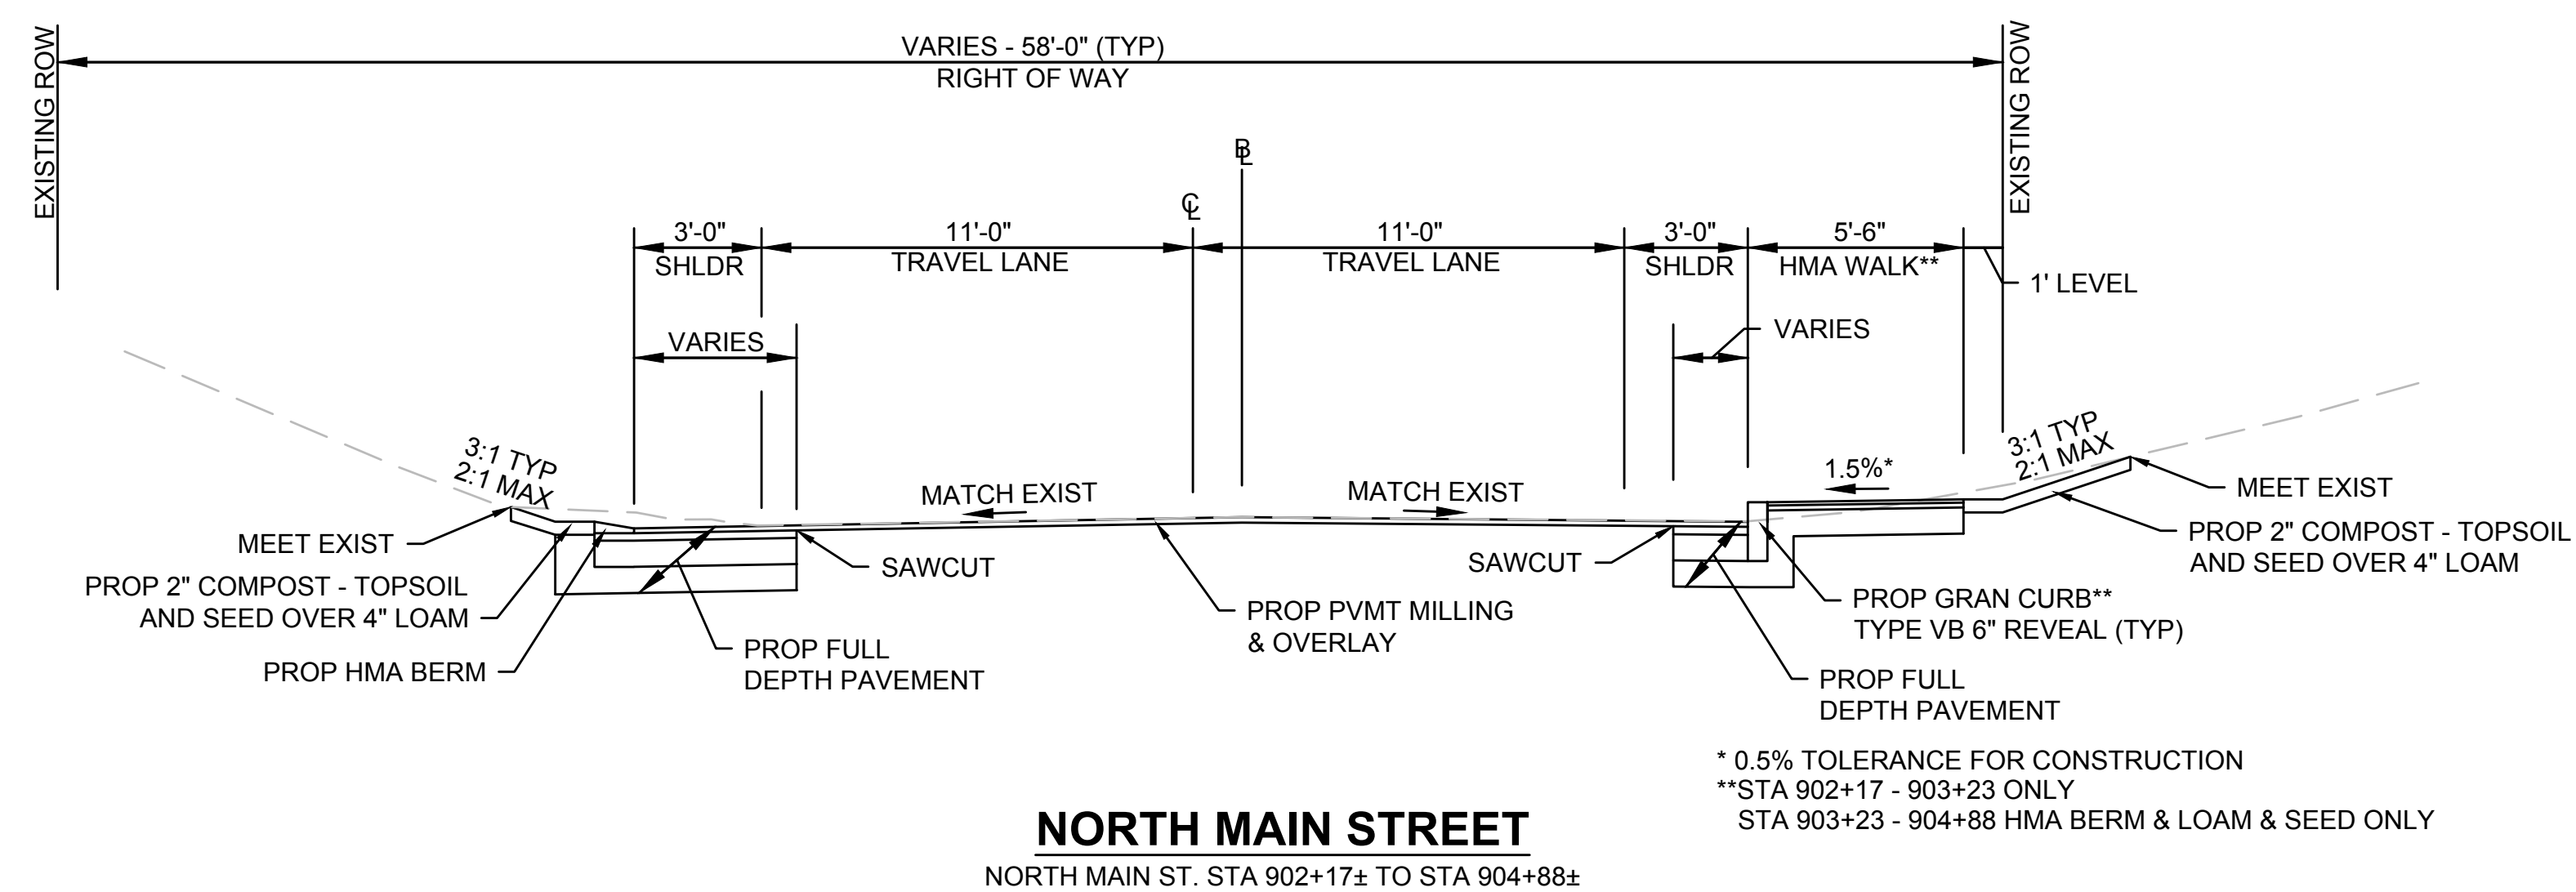 VARIES - 58'-0" (TYP)
RIGHT OF WAY
EXISTING ROW
EXISTING ROW
BL
CL
3'-0"
SHLDR
11'-0"
TRAVEL LANE
11'-0"
TRAVEL LANE
3'-0"
SHLDR
5'-6"
HMA WALK**
1' LEVEL
VARIES
VARIES
3:1 TYP
2:1 MAX
MATCH EXIST
MATCH EXIST
1.5%*
3:1 TYP
2:1 MAX
MEET EXIST
MEET EXIST
PROP 2" COMPOST - TOPSOIL
AND SEED OVER 4" LOAM
SAWCUT
SAWCUT
PROP 2" COMPOST - TOPSOIL
AND SEED OVER 4" LOAM
PROP HMA BERM
PROP FULL
DEPTH PAVEMENT
PROP PVMT MILLING
& OVERLAY
PROP GRAN CURB**
TYPE VB 6" REVEAL (TYP)
PROP FULL
DEPTH PAVEMENT
* 0.5% TOLERANCE FOR CONSTRUCTION
**STA 902+17 - 903+23 ONLY
STA 903+23 - 904+88 HMA BERM & LOAM & SEED ONLY
NORTH MAIN STREET
NORTH MAIN ST. STA 902+17± TO STA 904+88±